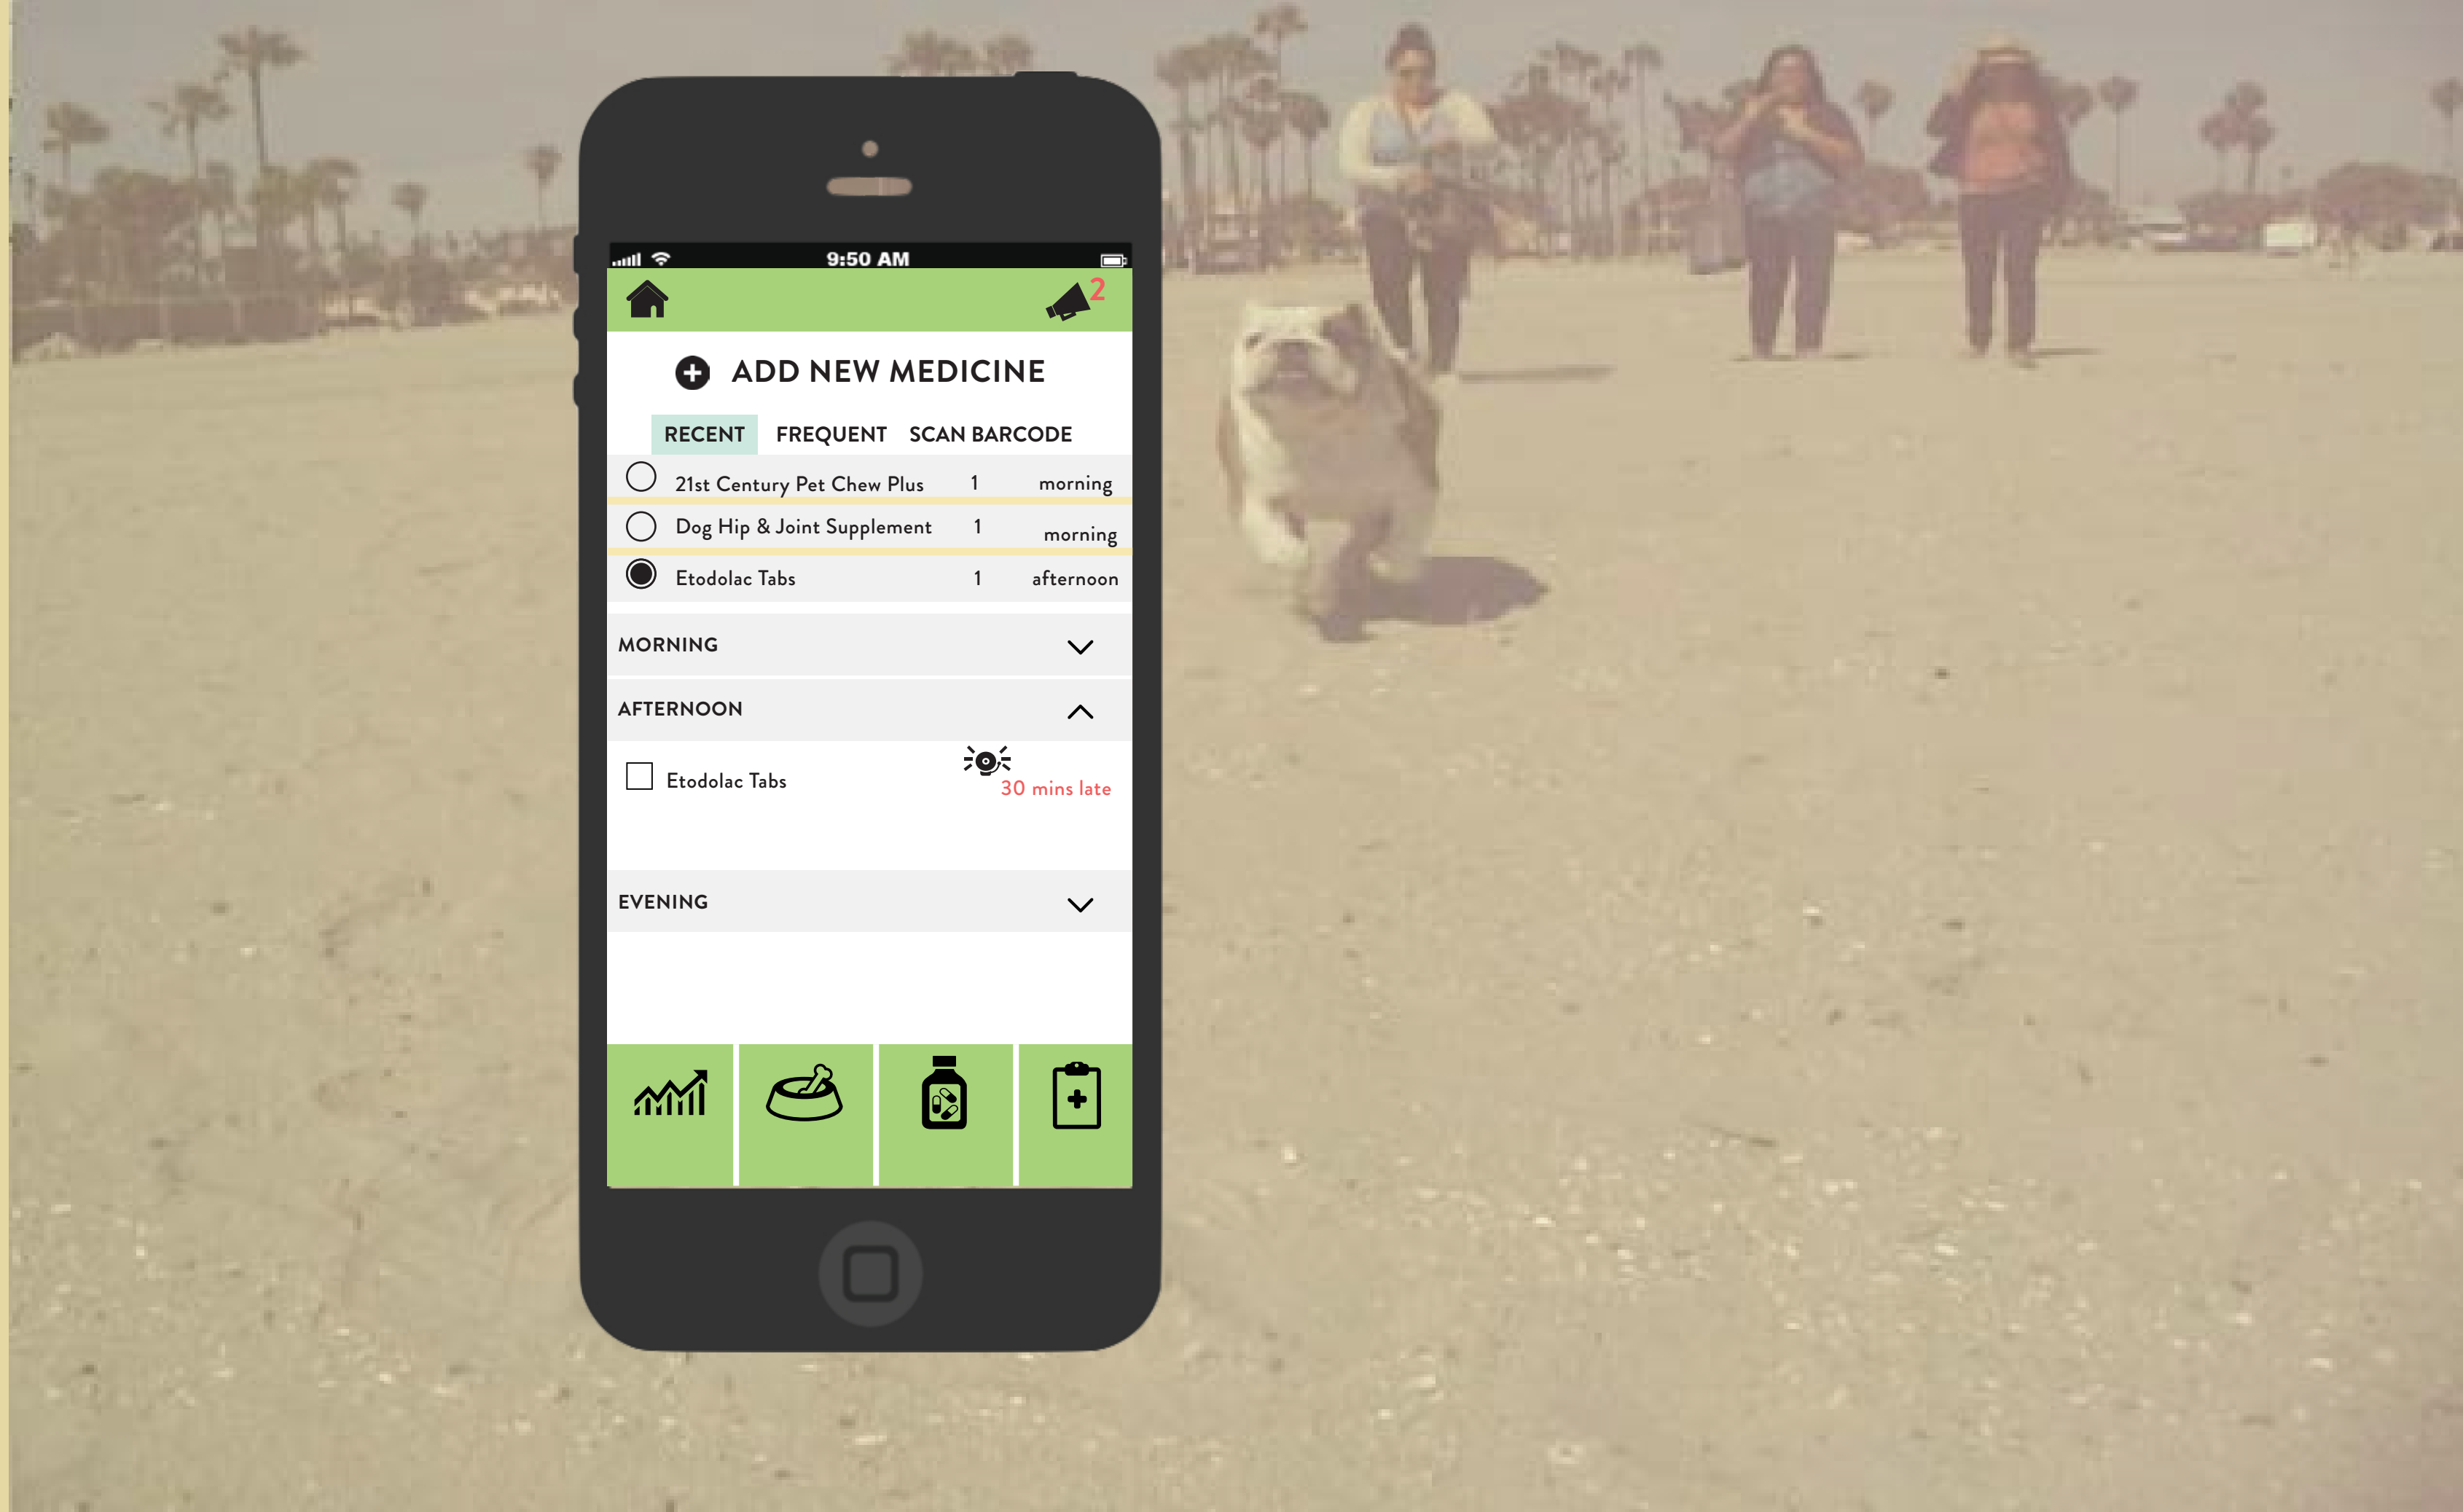 9:50 AM
2
ADD NEW MEDICINE
RECENT FREQUENT SCAN BARCODE
21st Century Pet Chew Plus 1 morning
Dog Hip & Joint Supplement 1 morning
Etodolac Tabs 1 afternoon
MORNING
AFTERNOON
Etodolac Tabs
30 mins late
EVENING